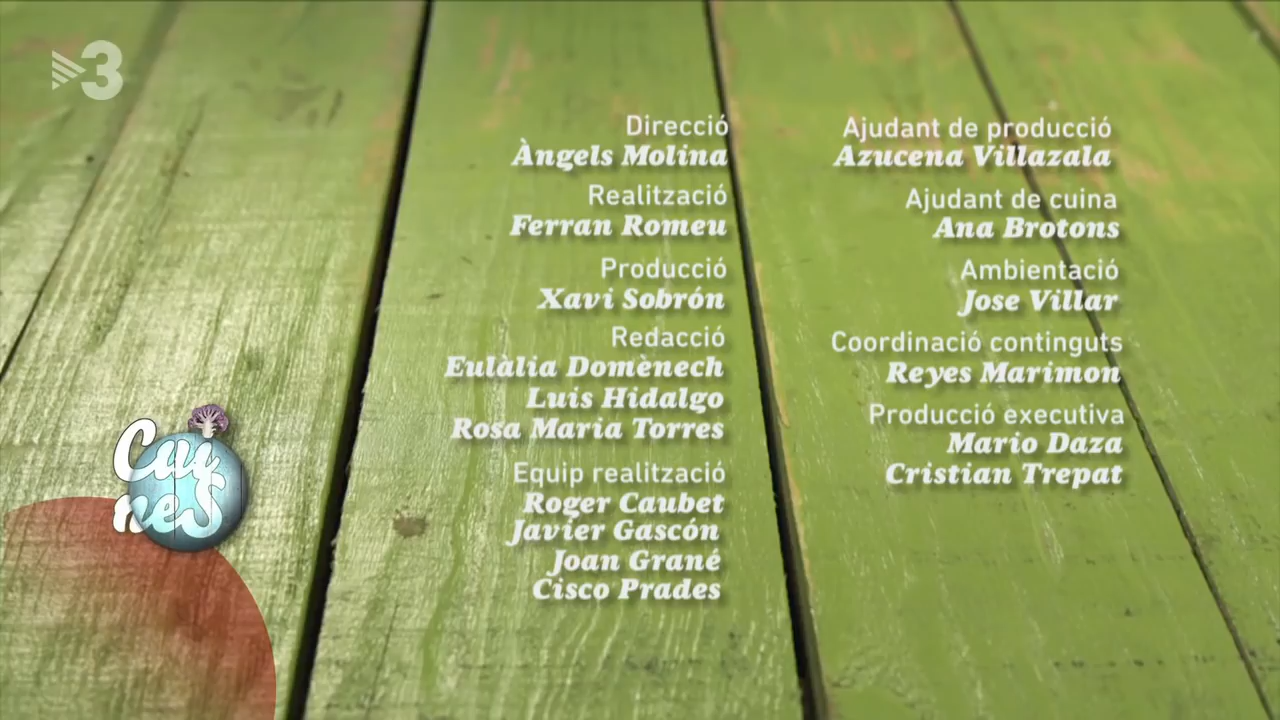 3
Direcció
Àngels Molina
Realització
Ferran Romeu
Producció
Xavi Sobrón
Redacció
Eulàlia Domènech
Luis Hidalgo
Rosa Maria Torres
Equip realització
Roger Caubet
Javier Gascón
Joan Grané
Cisco Prades
Ajudant de producció
Azucena Villazala
Ajudant de cuina
Ana Brotons
Ambientació
Jose Villar
Coordinació continguts
Reyes Marimon
Producció executiva
Mario Daza
Cristian Trepat
Cuy
neS